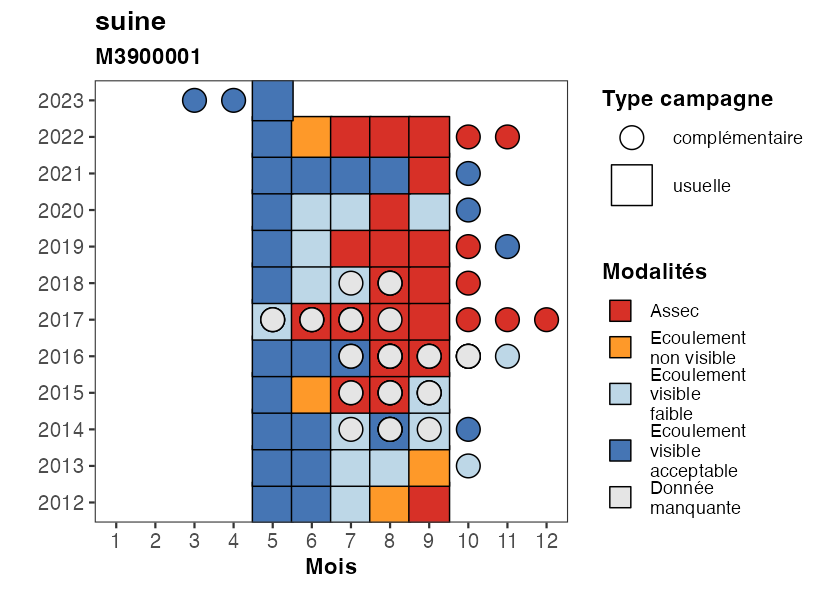 suine
M3900001
2023
2022
2021
2020
2019
2018
2017
2016
2015
2014
2013
2012
1 2 3 4 5 6 7 8 9 10 11 12
Mois
Type campagne
complémentaire
usuelle
Modalités
Assec
Ecoulement
non visible
Ecoulement
visible
faible
Ecoulement
visible
acceptable
Donnée
manquante